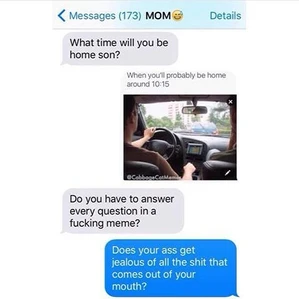 Messages (173) MOM😅 Details
What time will you be
home son?
When you'll probably be home
around 10:15
@CabbageCatMemes
Do you have to answer
every question in a
fucking meme?
Does your ass get
jealous of all the shit that
comes out of your
mouth?